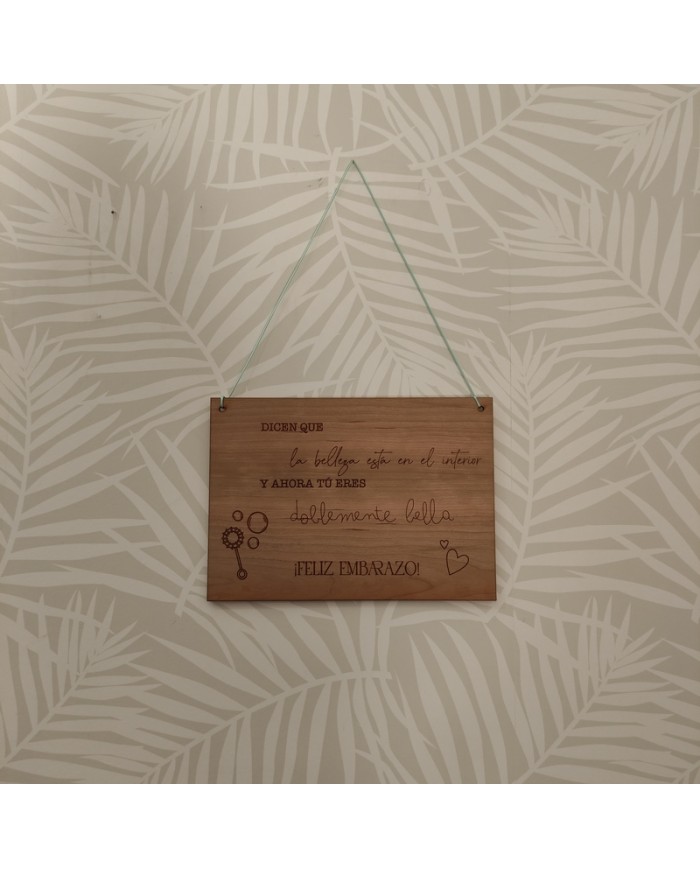 DICEN QUE
la belleza está en el interior
Y AHORA TÚ ERES
doblemente bella
¡FELIZ EMBARAZO!